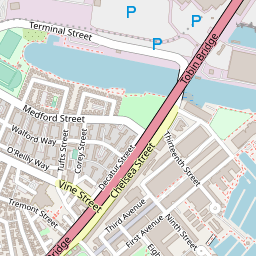 P
P
P
Terminal Street
Tobin Bridge
Medford Street
Walford Way
O'Reilly Way
Tufts Street
Corey Street
Decatur Street
Chelsea Street
Thirteenth Street
Vine Street
Tremont Street
Third Avenue
First Avenue
Ninth Street
Eigh
Bridge